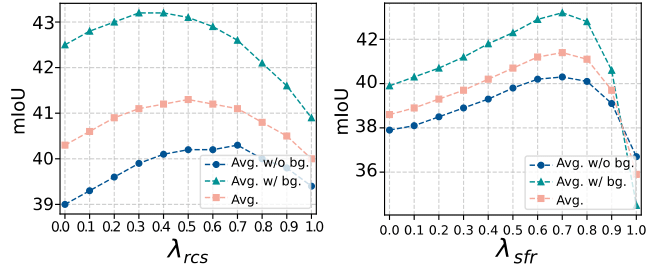 mIoU
43
42
41
40
39
0.0 0.1 0.2 0.3 0.4 0.5 0.6 0.7 0.8 0.9 1.0
λrcs
Avg. w/o bg.
Avg. w/ bg.
Avg.
mIoU
42
40
38
36
0.0 0.1 0.2 0.3 0.4 0.5 0.6 0.7 0.8 0.9 1.0
λsfr
Avg. w/o bg.
Avg. w/ bg.
Avg.